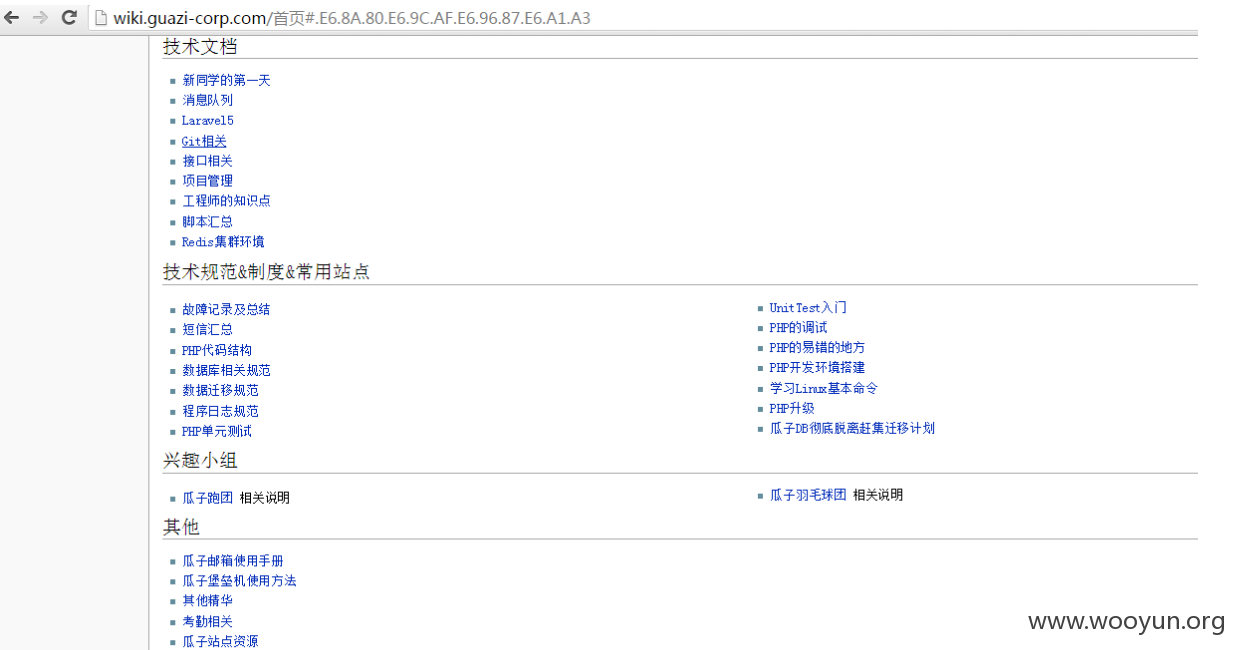 wiki.guazi-corp.com/首页#.E6.8A.80.E6.9C.AF.E6.96.87.E6.A1.A3
技术文档
新同学的第一天
消息队列
Laravel5
Git相关
接口相关
项目管理
工程师的知识点
脚本汇总
Redis集群环境
技术规范&制度&常用站点
故障记录及总结
短信汇总
PHP代码结构
数据库相关规范
数据迁移规范
程序日志规范
PHP单元测试
UnitTest入门
PHP的调试
PHP的易错的地方
PHP开发环境搭建
学习Linux基本命令
PHP升级
瓜子DB彻底脱离赶集迁移计划
兴趣小组
瓜子跑团 相关说明
瓜子羽毛球团 相关说明
其他
瓜子邮箱使用手册
瓜子堡垒机使用方法
其他精华
考勤相关
瓜子站点资源
www.wooyun.org